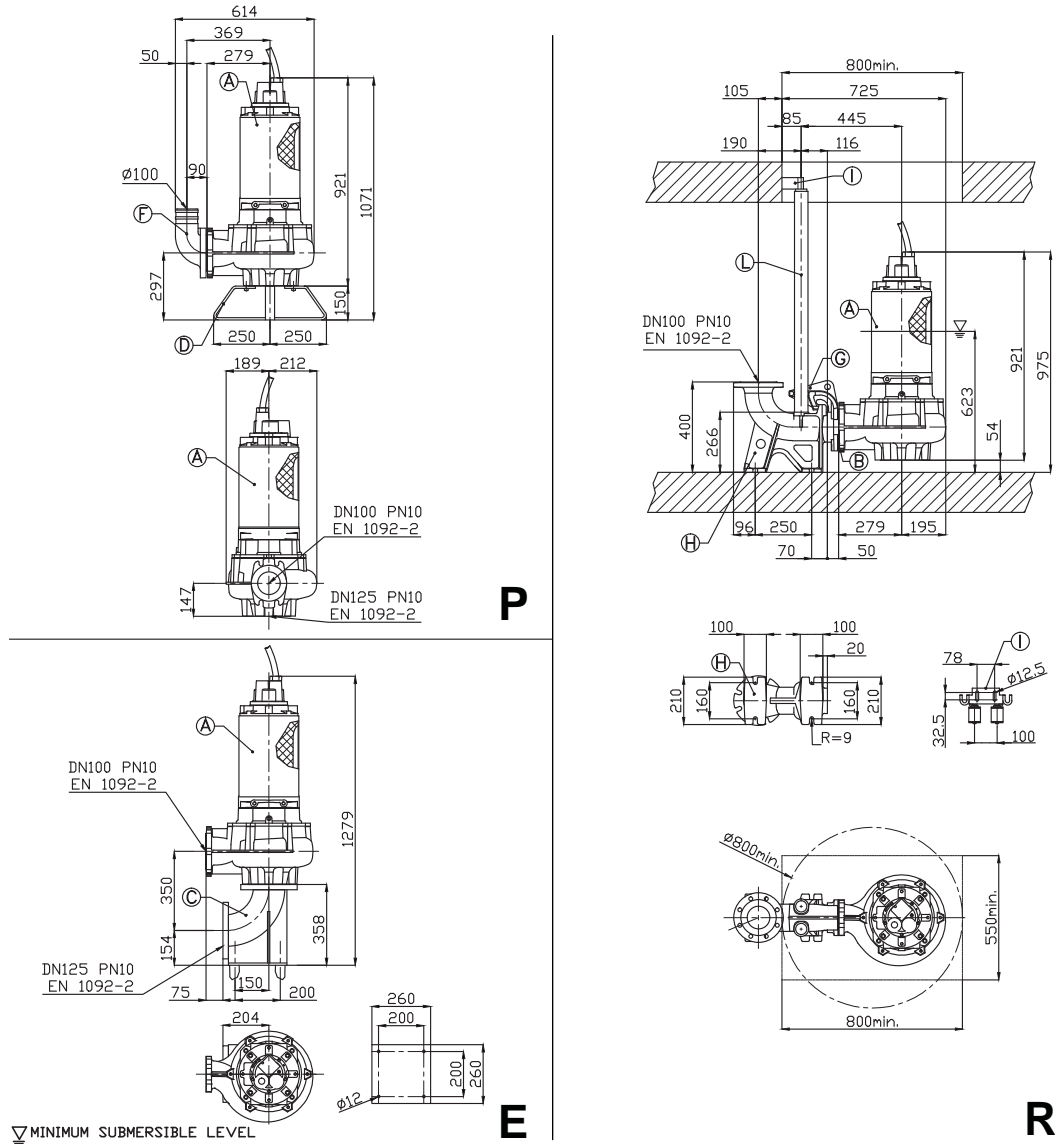 614
369
50
279
A
921
1071
90
Ø100
F
297
150
D
250
250
189
212
A
DN100 PN10
EN 1092-2
147
DN125 PN10
EN 1092-2
P
A
DN100 PN10
EN 1092-2
1279
350
C
358
154
DN125 PN10
EN 1092-2
75
150
200
204
260
200
200
260
Ø12
MINIMUM SUBMERSIBLE LEVEL
E
800min.
105
725
85
445
190
116
I
L
A
DN100 PN10
EN 1092-2
G
400
266
921
975
623
54
B
H
96
250
279
195
70
50
100
100
H
20
210
160
160
210
R=9
I
78
Ø12.5
32.5
100
Ø800min.
550min.
800min.
R